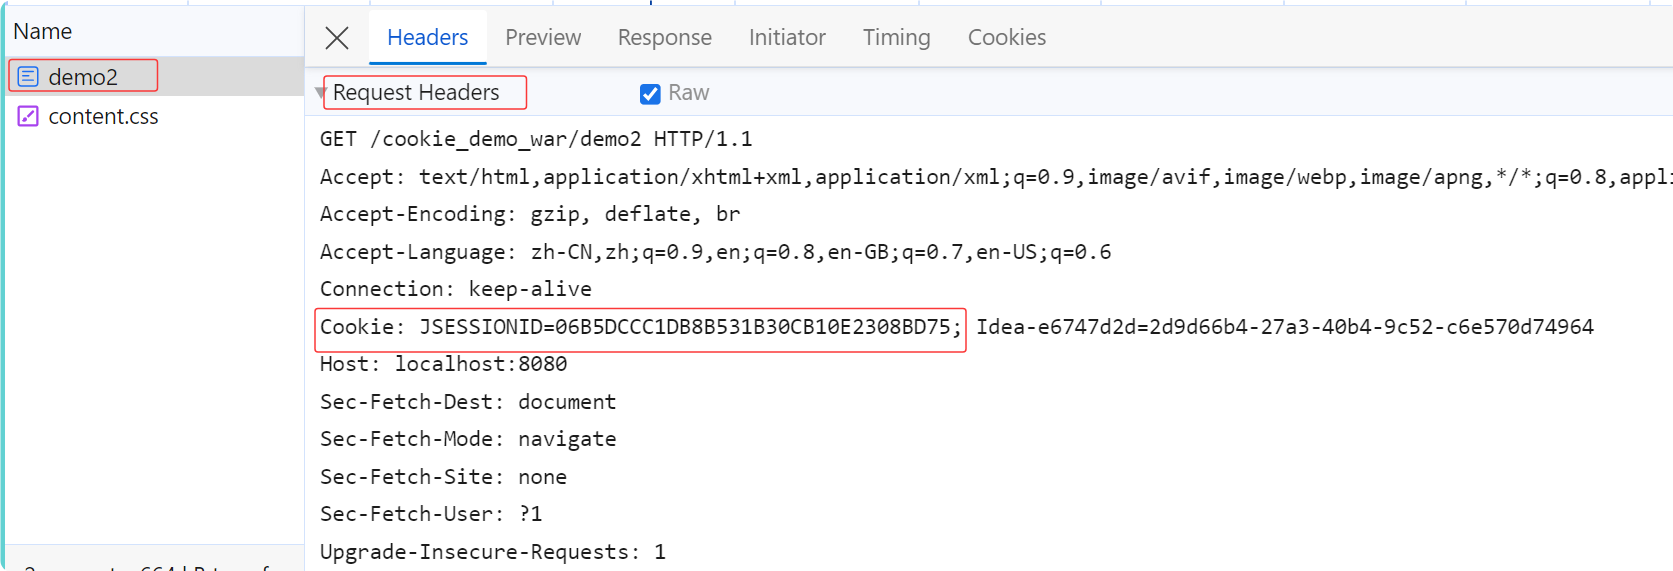 Name
demo2
content.css
Headers Preview Response Initiator Timing Cookies
Request Headers Raw
GET /cookie_demo_war/demo2 HTTP/1.1
Accept: text/html,application/xhtml+xml,application/xml;q=0.9,image/avif,image/webp,image/apng,*/*;q=0.8,appli
Accept-Encoding: gzip, deflate, br
Accept-Language: zh-CN,zh;q=0.9,en;q=0.8,en-GB;q=0.7,en-US;q=0.6
Connection: keep-alive
Cookie: JSESSIONID=06B5DCCC1DB8B531B30CB10E2308BD75; Idea-e6747d2d=2d9d66b4-27a3-40b4-9c52-c6e570d74964
Host: localhost:8080
Sec-Fetch-Dest: document
Sec-Fetch-Mode: navigate
Sec-Fetch-Site: none
Sec-Fetch-User: ?1
Upgrade-Insecure-Requests: 1